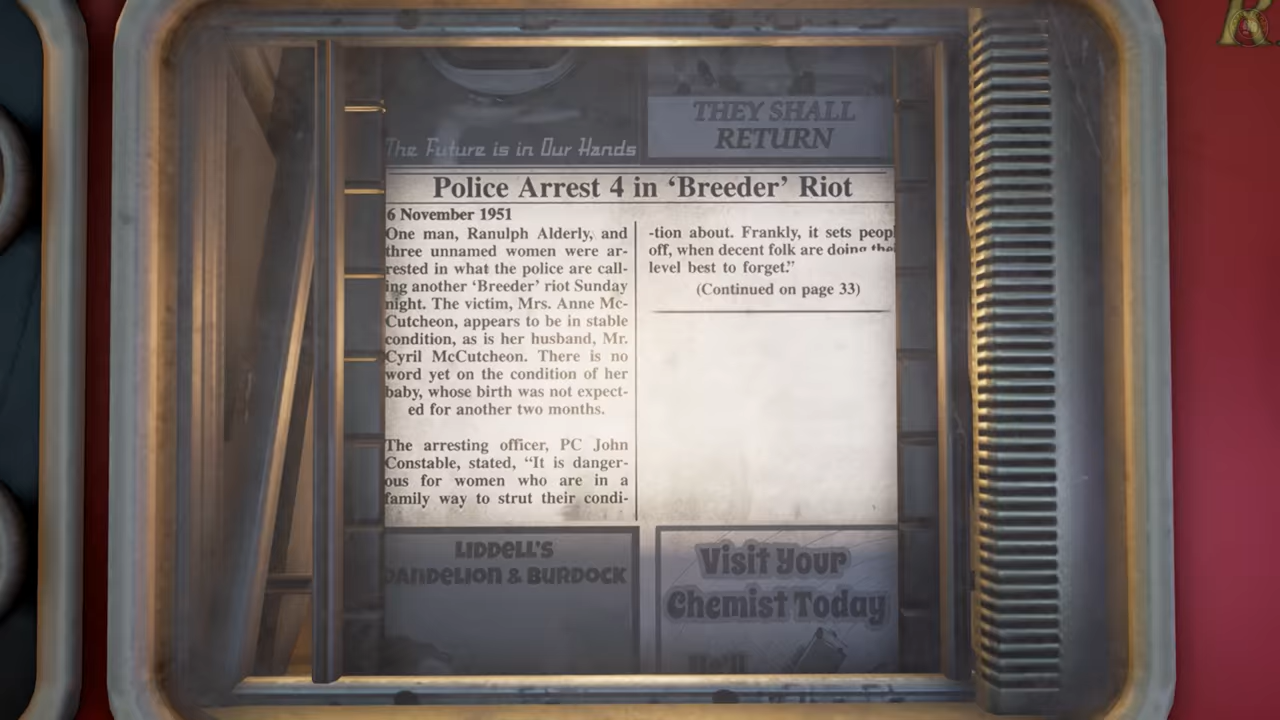 The Future is in Our Hands
THEY SHALL
RETURN
Police Arrest 4 in ‘Breeder’ Riot
6 November 1951
One man, Ranulph Alderly, and
three unnamed women were ar-
rested in what the police are call-
ing another ‘Breeder’ riot Sunday
night. The victim, Mrs. Anne Mc-
Cutcheon, appears to be in stable
condition, as is her husband, Mr.
Cyril McCutcheon. There is no
word yet on the condition of her
baby, whose birth was not expect-
ed for another two months.
The arresting officer, PC John
Constable, stated, “It is danger-
ous for women who are in a
family way to strut their condi-
-tion about. Frankly, it sets peopl
off, when decent folk are doing thei
level best to forget.”
(Continued on page 33)
LIDDELL'S
DANDELION & BURDOCK
Visit Your
Chemist Today
He'll